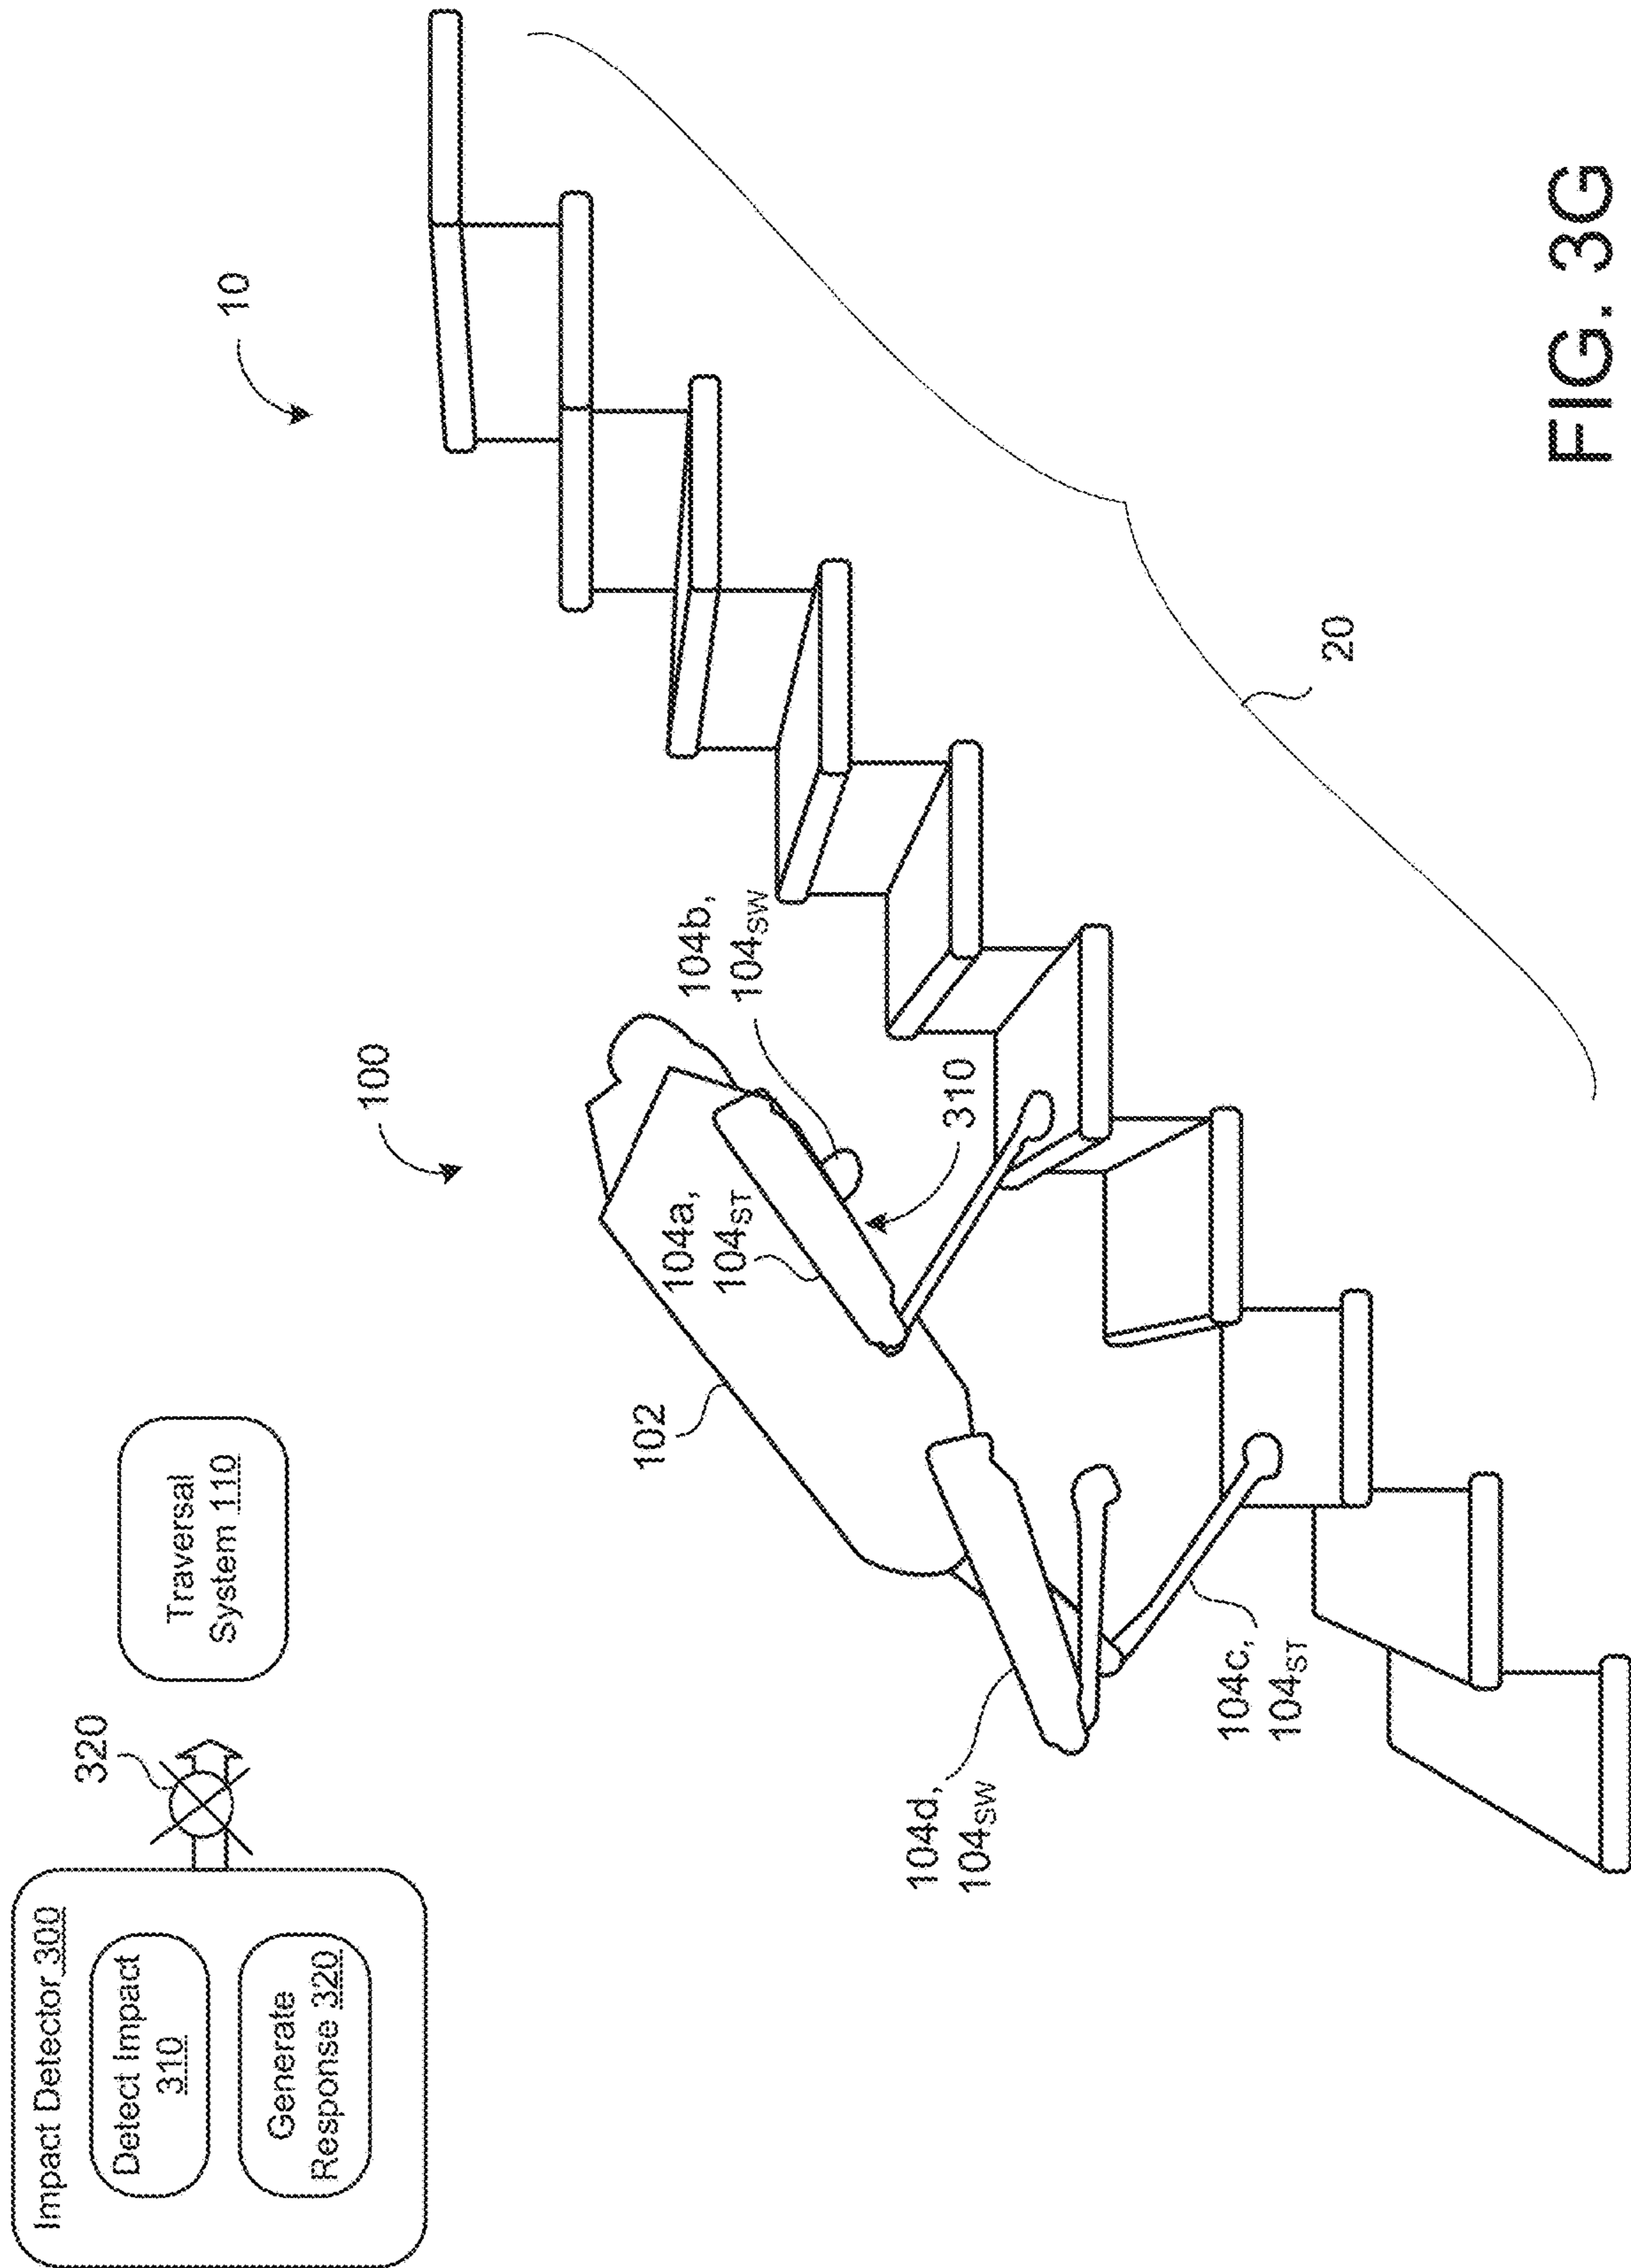 Impact Detector 300
Detect Impact
310
Generate
Response 320
320
Traversal
System 110
100
10
102
104a,
104ST
104b,
104SW
310
104d,
104SW
104c,
104ST
20
FIG. 3G